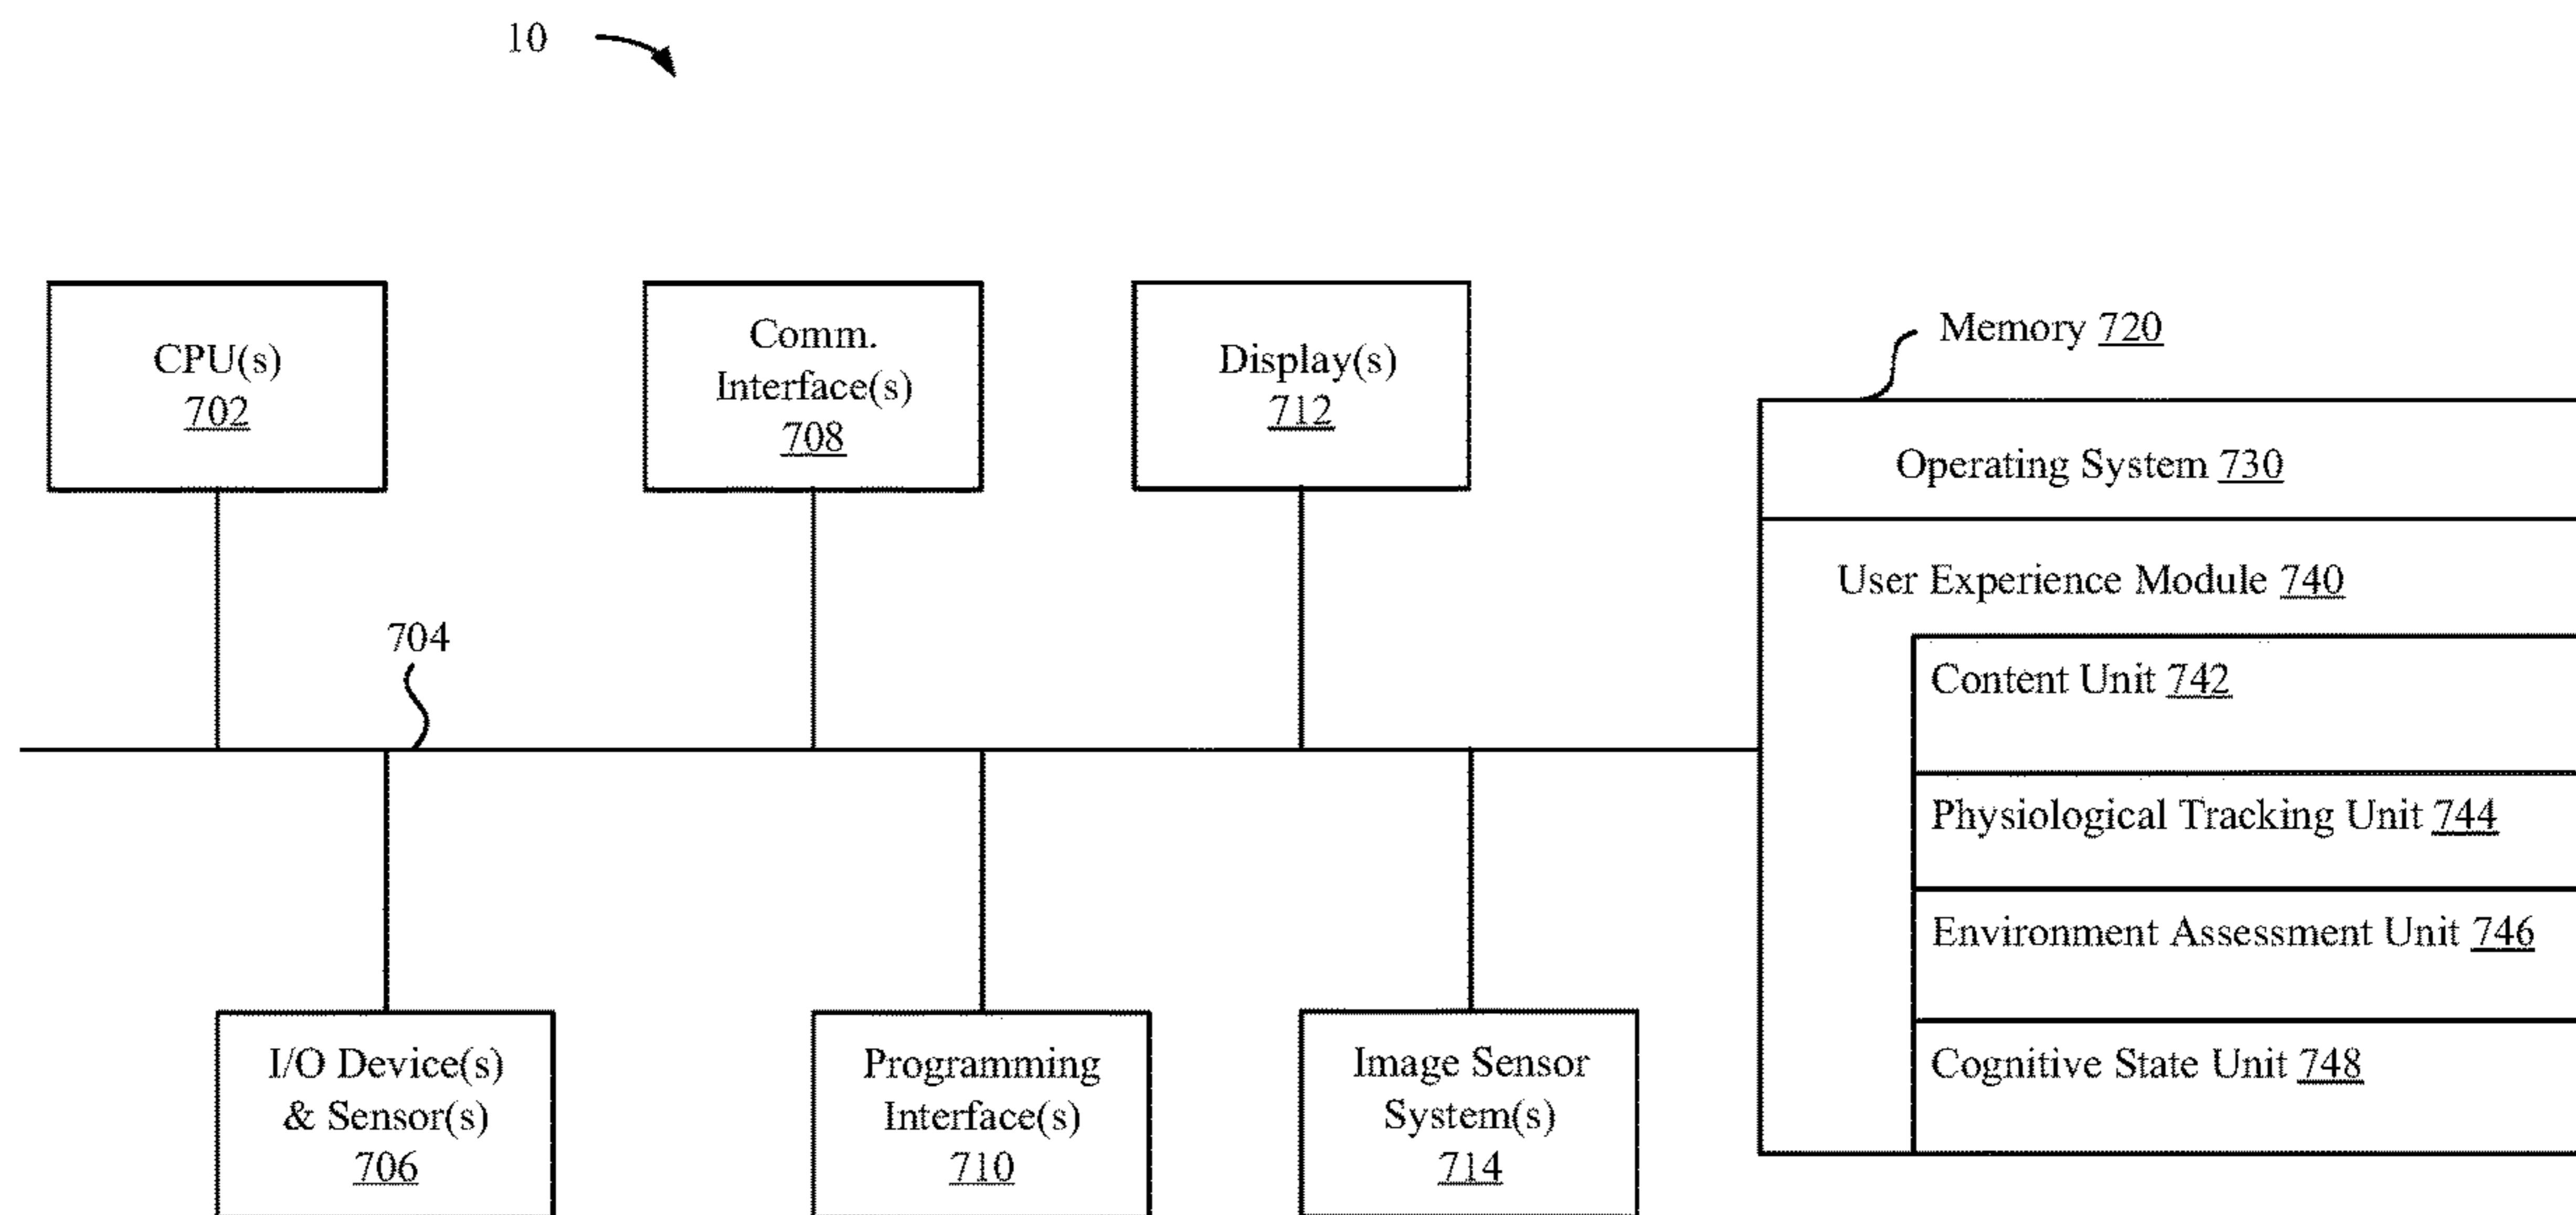 10
CPU(s)
702
Comm.
Interface(s)
708
Display(s)
712
Memory 720
Operating System 730
User Experience Module 740
Content Unit 742
Physiological Tracking Unit 744
Environment Assessment Unit 746
Cognitive State Unit 748
704
I/O Device(s)
& Sensor(s)
706
Programming
Interface(s)
710
Image Sensor
System(s)
714